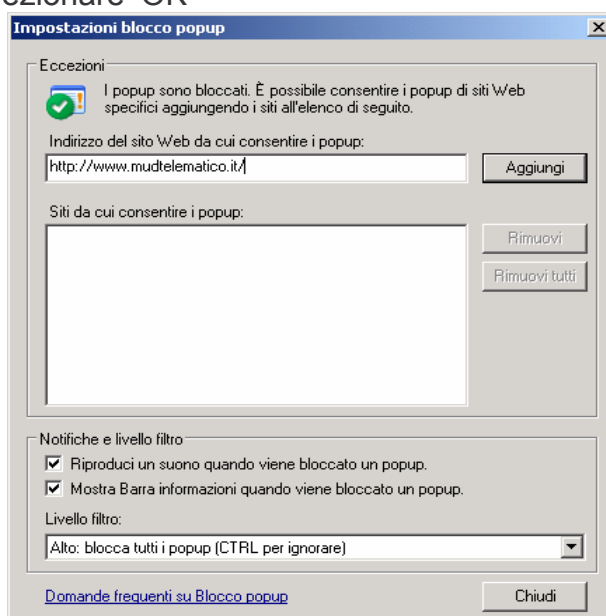 ezionare "OK"
Impostazioni blocco popup
Eccezioni
I popup sono bloccati. È possibile consentire i popup di siti Web
specifici aggiungendo i siti all'elenco di seguito.
Indirizzo del sito Web da cui consentire i popup:
http://www.mudtelematico.it/
Aggiungi
Siti da cui consentire i popup:
Rimuovi
Rimuovi tutti
Notifiche e livello filtro
Riproduci un suono quando viene bloccato un popup.
Mostra Barra informazioni quando viene bloccato un popup.
Livello filtro:
Alto: blocca tutti i popup (CTRL per ignorare)
Domande frequenti su Blocco popup
Chiudi